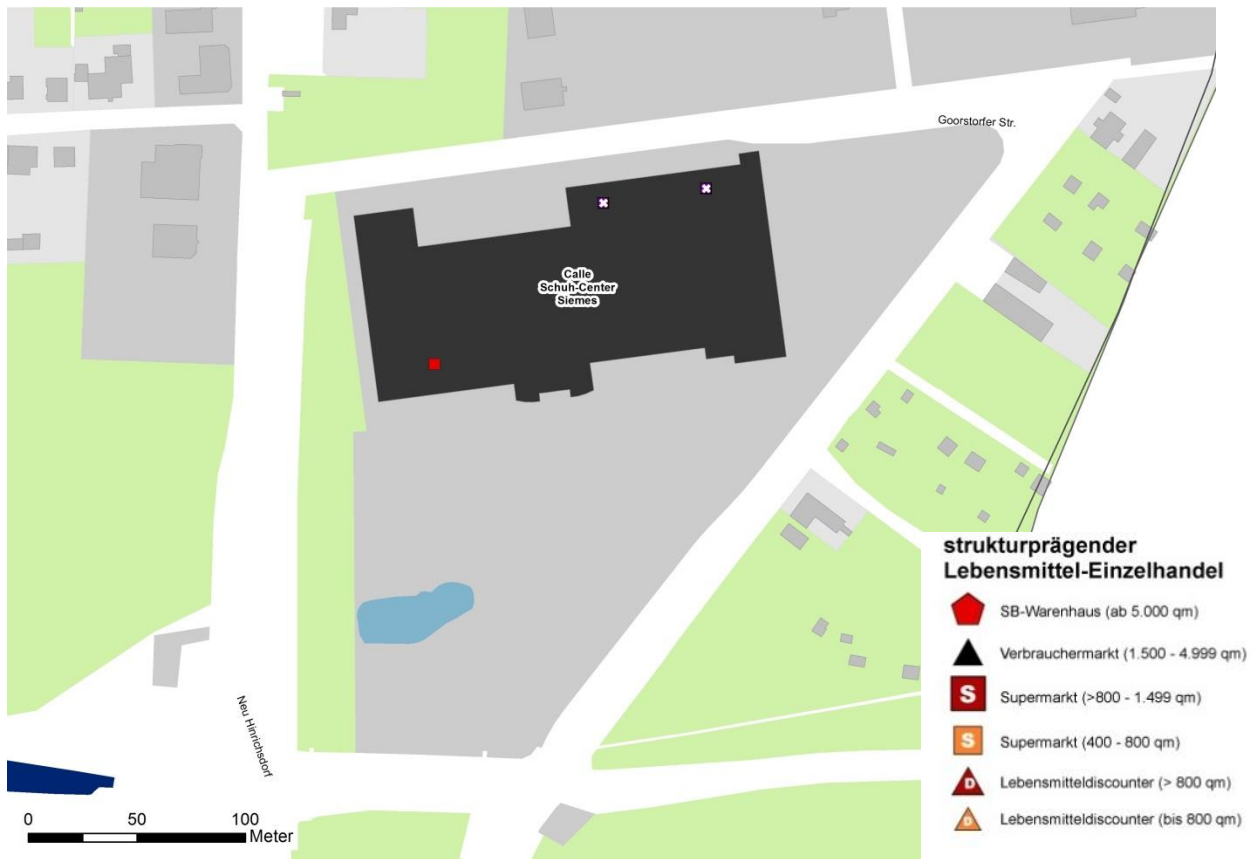 Goorstorfer Str.
Calle
Schuh-Center
Siemes
Neu Hinrichsdorf
strukturprägender
Lebensmittel-Einzelhandel
SB-Warenhaus (ab 5.000 qm)
Verbrauchermarkt (1.500 - 4.999 qm)
S Supermarkt (>800 - 1.499 qm)
S Supermarkt (400 - 800 qm)
D Lebensmitteldiscounter (> 800 qm)
D Lebensmitteldiscounter (bis 800 qm)
0 50 100
Meter